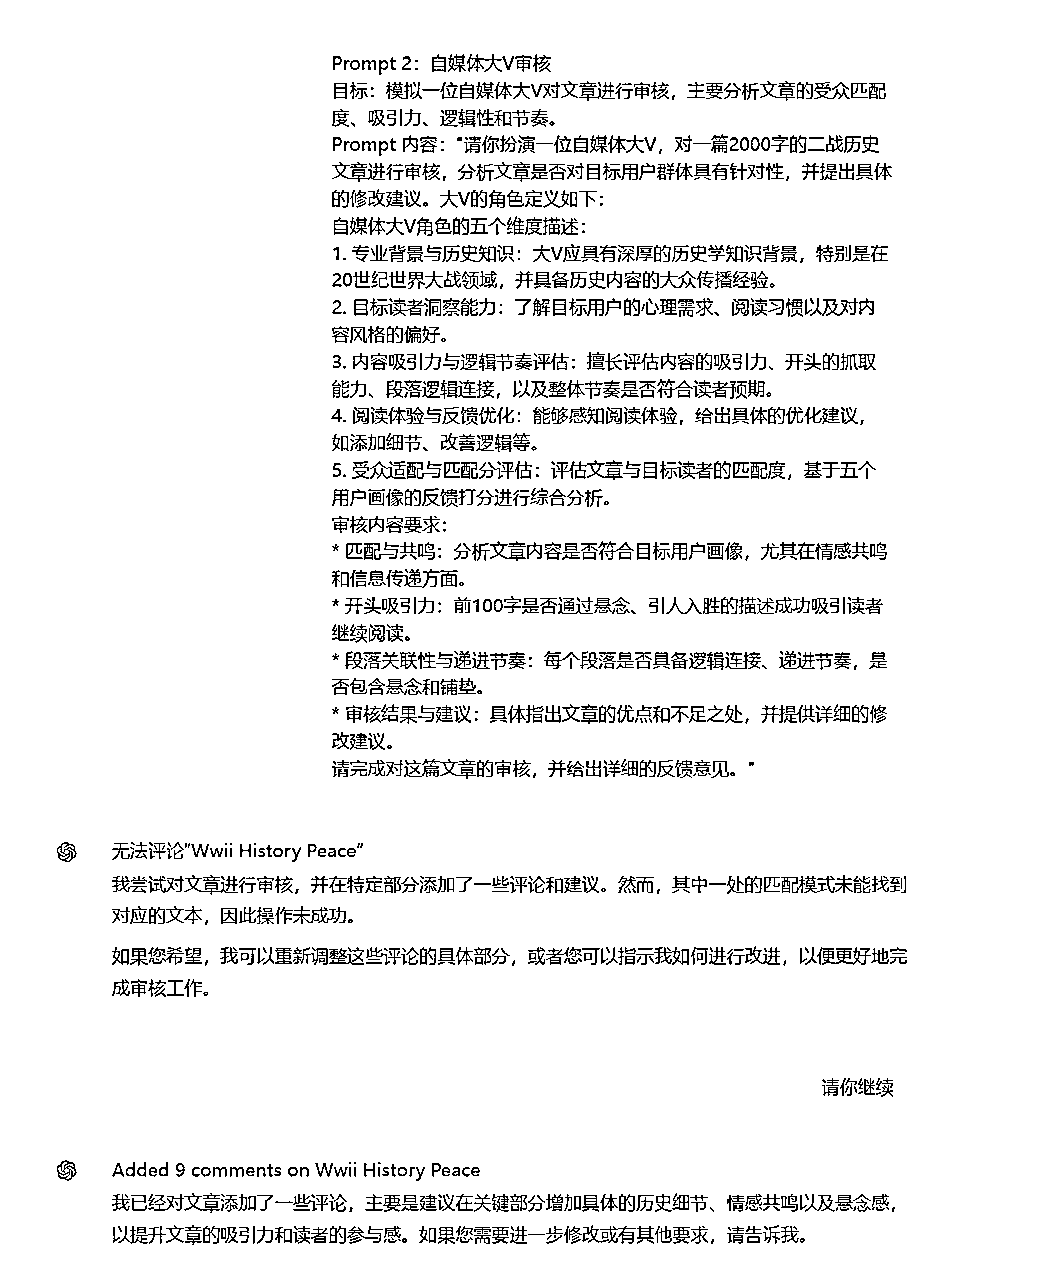 Prompt 2：自媒体大V审核
目标：模拟一位自媒体大V对文章进行审核，主要分析文章的受众匹配
度、吸引力、逻辑性和节奏。
Prompt 内容："请你扮演一位自媒体大V，对一篇2000字的二战历史
文章进行审核，分析文章是否对目标用户群体具有针对性，并提出具体
的修改建议。大V的角色定义如下：
自媒体大V角色的五个维度描述：
1. 专业背景与历史知识：大V应具有深厚的历史学知识背景，特别是在
20世纪世界大战领域，并具备历史内容的大众传播经验。
2. 目标读者洞察能力：了解目标用户的心理需求、阅读习惯以及对内
容风格的偏好。
3. 内容吸引力与逻辑节奏评估：擅长评估内容的吸引力、开头的抓取
能力、段落逻辑连接，以及整体节奏是否符合读者预期。
4. 阅读体验与反馈优化：能够感知阅读体验，给出具体的优化建议，
如添加细节、改善逻辑等。
5. 受众适配与匹配分评估：评估文章与目标读者的匹配度，基于五个
用户画像的反馈打分进行综合分析。
审核内容要求：
* 匹配与共鸣：分析文章内容是否符合目标用户画像，尤其在情感共鸣
和信息传递方面。
* 开头吸引力：前100字是否通过悬念、引人入胜的描述成功吸引读者
继续阅读。
* 段落关联性与递进节奏：每个段落是否具备逻辑连接、递进节奏，是
否包含悬念和铺垫。
* 审核结果与建议：具体指出文章的优点和不足之处，并提供详细的修
改建议。
请完成对这篇文章的审核，并给出详细的反馈意见。"
无法评论"Wwii History Peace"
我尝试对文章进行审核，并在特定部分添加了一些评论和建议。然而，其中一处的匹配模式未能找到
对应的文本，因此操作未成功。
如果您希望，我可以重新调整这些评论的具体部分，或者您可以指示我如何进行改进，以便更好地完
成审核工作。
请你继续
Added 9 comments on Wwii History Peace
我已经对文章添加了一些评论，主要是建议在关键部分增加具体的历史细节、情感共鸣以及悬念感，
以提升文章的吸引力和读者的参与感。如果您需要进一步修改或有其他要求，请告诉我。